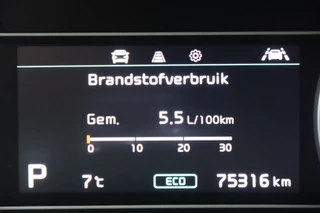 Brandstofverbruik
Gem. 5.5 L/100km
0 10 20 30
P 7℃ ECO 75316 km